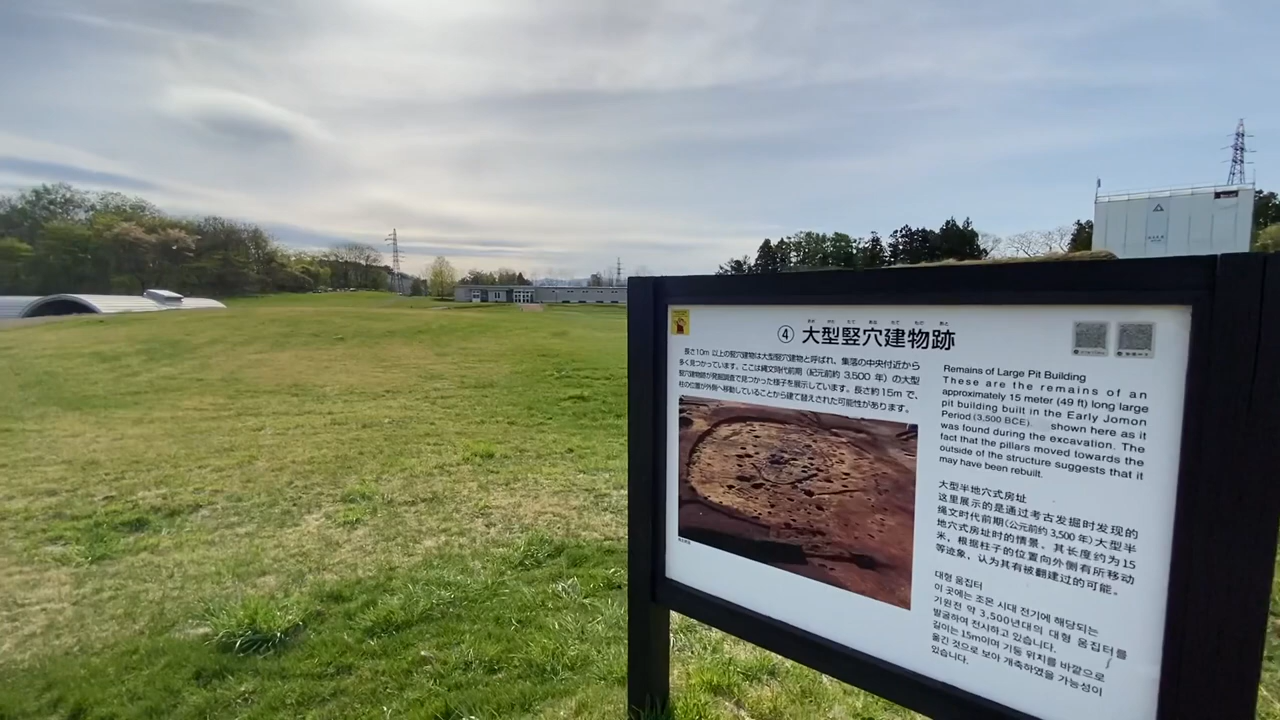 ④ 大型竪穴建物跡
長さ10m 以上の竪穴建物は大型竪穴建物と呼ばれ、集落の中央付近から
多く見つかっています。ここは縄文時代前期（紀元前約 3,500 年）の大型
竪穴建物跡が発掘調査で見つかった様子を展示しています。長さ約15m で、
柱の位置が外側へ移動していることから建て替えされた可能性があります。
Remains of Large Pit Building
These are the remains of an
approximately 15 meter (49 ft) long large
pit building built in the Early Jomon
Period (3,500 BCE). shown here as it
was found during the excavation. The
fact that the pillars moved towards the
outside of the structure suggests that it
may have been rebuilt.
大型半地穴式房址
这里展示的是通过考古发掘时发现的
绳文时代前期(公元前约 3,500 年)大型半
地穴式房址时的情景。其长度约为15
米，根据柱子的位置向外侧有所移动
等迹象，认为其有被翻建过的可能。
대형 움집터
이 곳에는 조몬 시대 전기에 해당되는
기원전 약 3,500년대의 대형 움집터를
발굴하여 전시하고 있습니다.
길이는 15m이며 기둥 위치를 바깥으로
옮긴 것으로 보아 개축하였을 가능성이
있습니다.